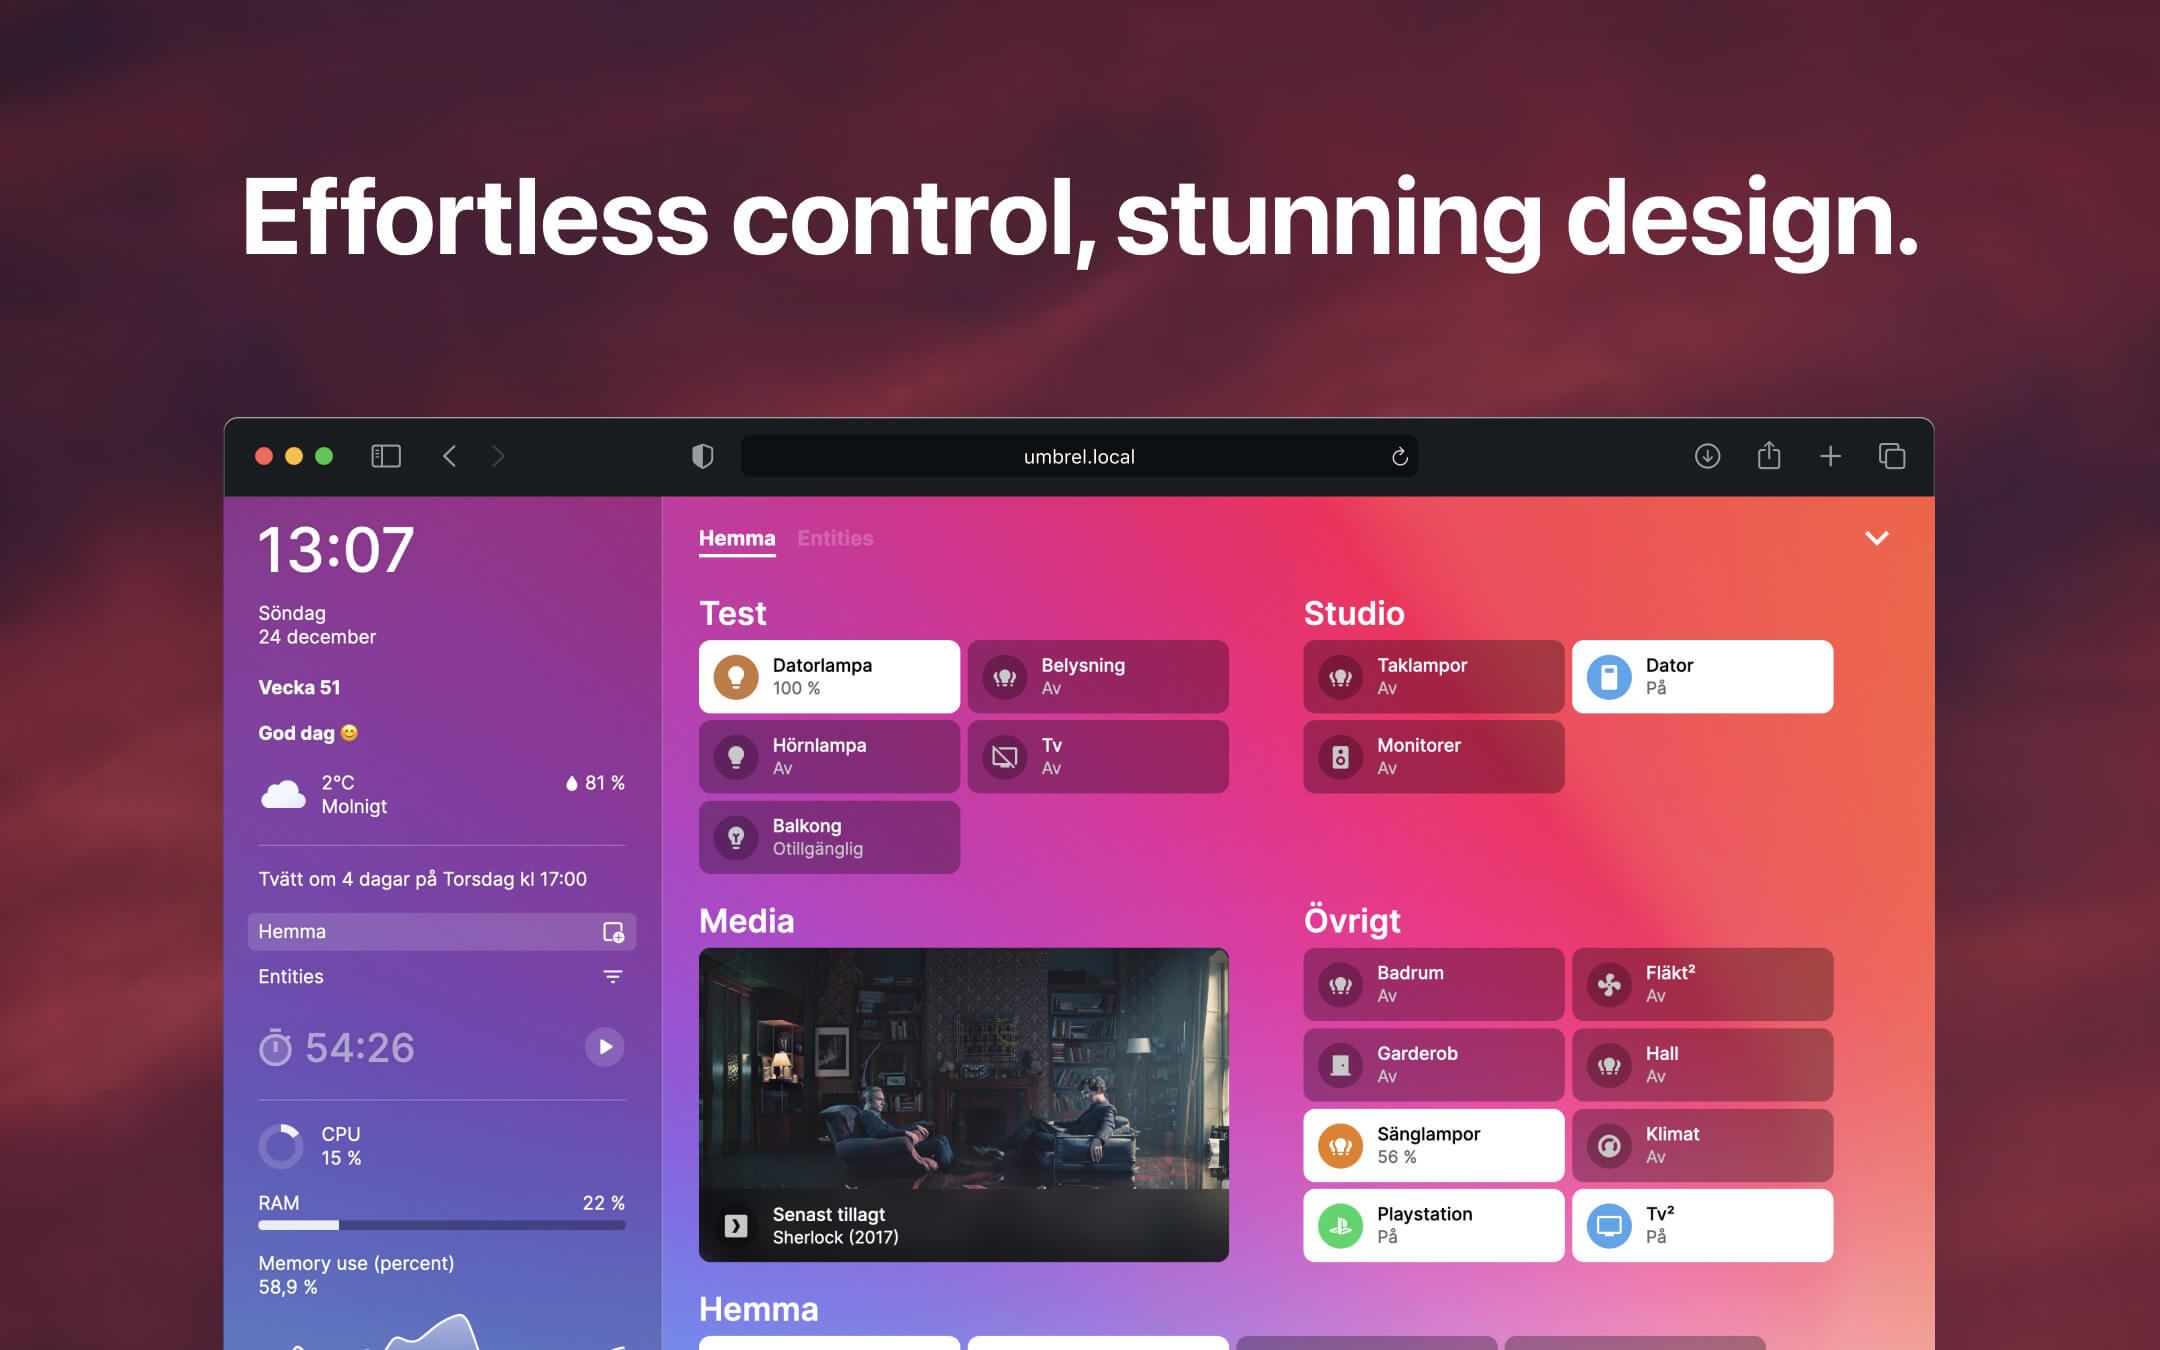 Effortless control, stunning design.
umbrel.local
13:07
Söndag
24 december
Vecka 51
God dag 😊
2°C
Molnigt
81 %
Tvätt om 4 dagar på Torsdag kl 17:00
Hemma
Entities
54:26
CPU
15 %
RAM
22 %
Memory use (percent)
58,9 %
Hemma
Entities
Test
Datorlampa
100 %
Belysning
Av
Hörnlampa
Av
Tv
Av
Balkong
Otillgänglig
Studio
Taklampor
Av
Dator
På
Monitorer
Av
Media
Senast tillagt
Sherlock (2017)
Övrigt
Badrum
Av
Fläkt²
Av
Garderob
Av
Hall
Av
Sänglampor
56 %
Klimat
Av
Playstation
På
Tv²
På
Hemma